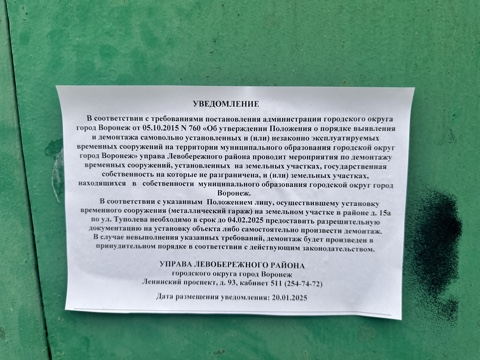 УВЕДОМЛЕНИЕ
В соответствии с требованиями постановления администрации городского округа
город Воронеж от 05.10.2015 N 760 «Об утверждении Положения о порядке выявления
и демонтажа самовольно установленных и (или) незаконно эксплуатируемых
временных сооружений на территории муниципального образования городской округ
город Воронеж» управа Левобережного района проводит мероприятия по демонтажу
временных сооружений, установленных на земельных участках, государственная
собственность на которые не разграничена, и (или) земельных участках,
находящихся в собственности муниципального образования городской округ город
Воронеж.
В соответствии с указанным Положением лицу, осуществившему установку
временного сооружения (металлический гараж) на земельном участке в районе д. 15а
по ул. Туполева необходимо в срок до 04.02.2025 предоставить разрешительную
документацию на установку объекта либо самостоятельно произвести демонтаж.
В случае невыполнения указанных требований, демонтаж будет произведен в
принудительном порядке в соответствии с действующим законодательством.
УПРАВА ЛЕВОБЕРЕЖНОГО РАЙОНА
городского округа город Воронеж
Ленинский проспект, д. 93, кабинет 511 (254-74-72)
Дата размещения уведомления: 20.01.2025